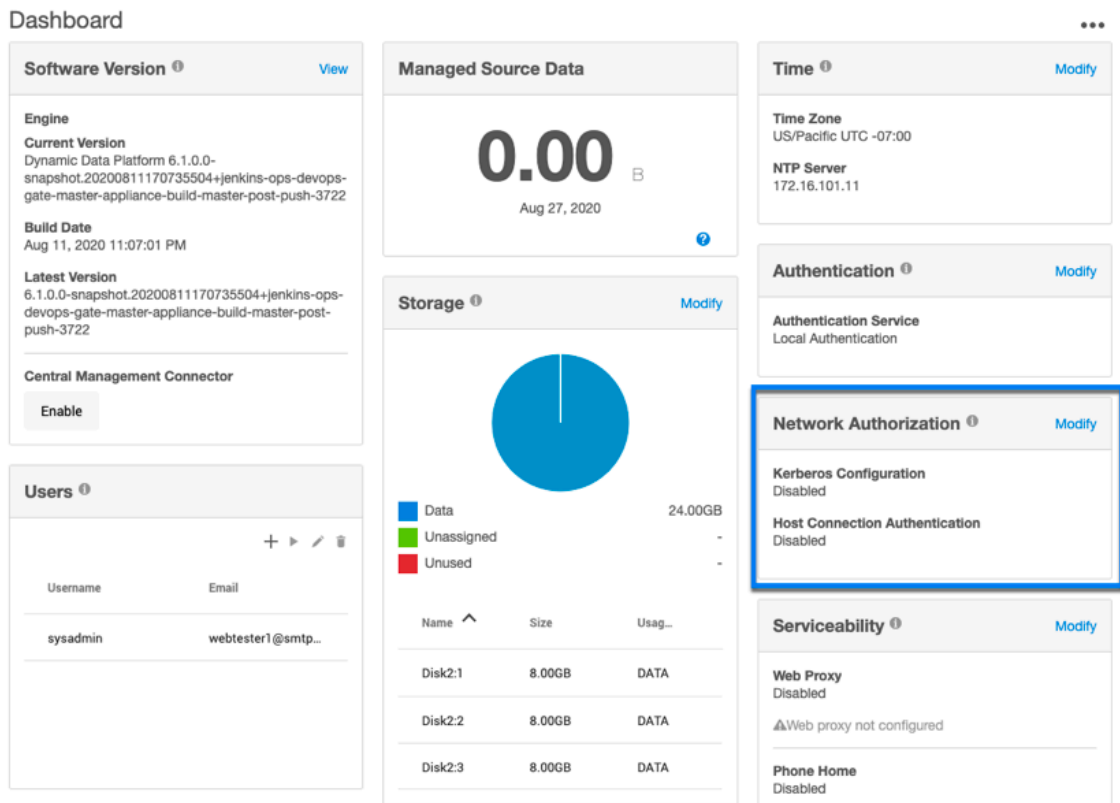 Dashboard
Software Version
View
Engine
Current Version
Dynamic Data Platform 6.1.0.0-
snapshot.20200811170735504+jenkins-ops-devops-
gate-master-appliance-build-master-post-push-3722
Build Date
Aug 11, 2020 11:07:01 PM
Latest Version
6.1.0.0-snapshot.20200811170735504+jenkins-ops-
devops-gate-master-appliance-build-master-post-
push-3722
Central Management Connector
Enable
Users
Username Email
sysadmin webtester1@smtp...
Managed Source Data
0.00 B
Aug 27, 2020
Storage
Modify
Data 24.00GB
Unassigned -
Unused -
Name Size Usag...
Disk2:1 8.00GB DATA
Disk2:2 8.00GB DATA
Disk2:3 8.00GB DATA
Time
Modify
Time Zone
US/Pacific UTC -07:00
NTP Server
172.16.101.11
Authentication
Modify
Authentication Service
Local Authentication
Network Authorization
Modify
Kerberos Configuration
Disabled
Host Connection Authentication
Disabled
Serviceability
Modify
Web Proxy
Disabled
Web proxy not configured
Phone Home
Disabled